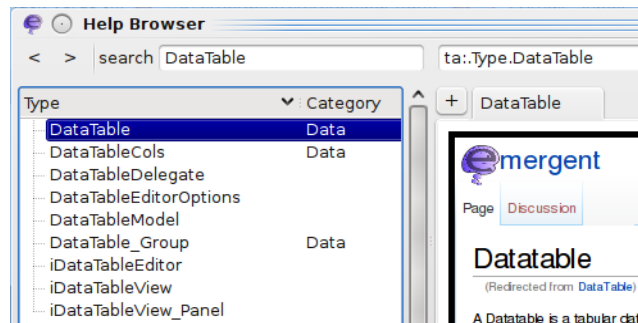 Help Browser
< > search DataTable ta:.Type.DataTable
Type Category
+ DataTable
DataTable Data
DataTableCols Data
DataTableDelegate
DataTableEditorOptions
DataTableModel
DataTable_Group Data
iDataTableEditor
iDataTableView
iDataTableView_Panel
emergent
Page Discussion
Datatable
(Redirected from DataTable)
A Datatable is a tabular dat